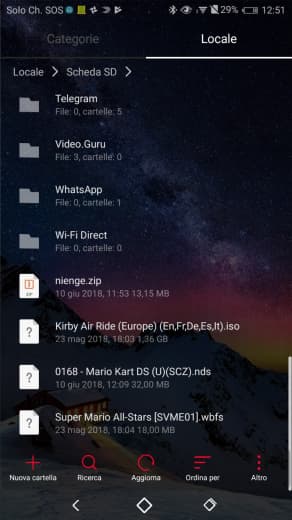 Solo Ch. SOS 29% 12:51
Categorie Locale
Locale > Scheda SD >
Telegram
File: 0, cartelle: 5
Video.Guru
File: 3, cartelle: 0
WhatsApp
File: 0, cartelle: 1
Wi-Fi Direct
File: 0, cartelle: 0
nienge.zip
10 giu 2018, 11:53 13,15 MB
ZIP
Kirby Air Ride (Europe) (En,Fr,De,Es,It).iso
23 mag 2018, 18:03 1,36 GB
?
0168 - Mario Kart DS (U)(SCZ).nds
10 giu 2018, 12:09 32,00 MB
?
Super Mario All-Stars [SVME01].wbfs
23 mag 2018, 18:04 18,00 MB
?
Nuova cartella Ricerca Aggiorna Ordina per Altro